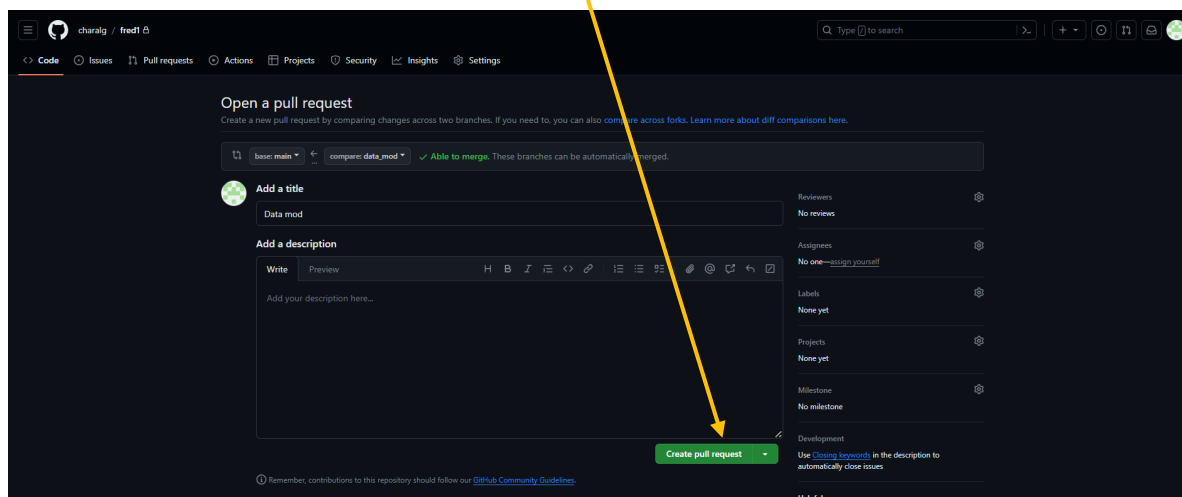 charalg / fred1
Type / to search
Code Issues Pull requests Actions Projects Security Insights Settings
Open a pull request
Create a new pull request by comparing changes across two branches. If you need to, you can also compare across forks. Learn more about diff comparisons here.
base: main ← compare: data_mod ✓ Able to merge. These branches can be automatically merged.
...
Add a title
Data mod
Add a description
Write Preview
Add your description here...
Create pull request
Remember, contributions to this repository should follow our GitHub Community Guidelines.
Reviewers
No reviews
Assignees
No one—assign yourself
Labels
None yet
Projects
None yet
Milestone
No milestone
Development
Use Closing keywords in the description to
automatically close issues